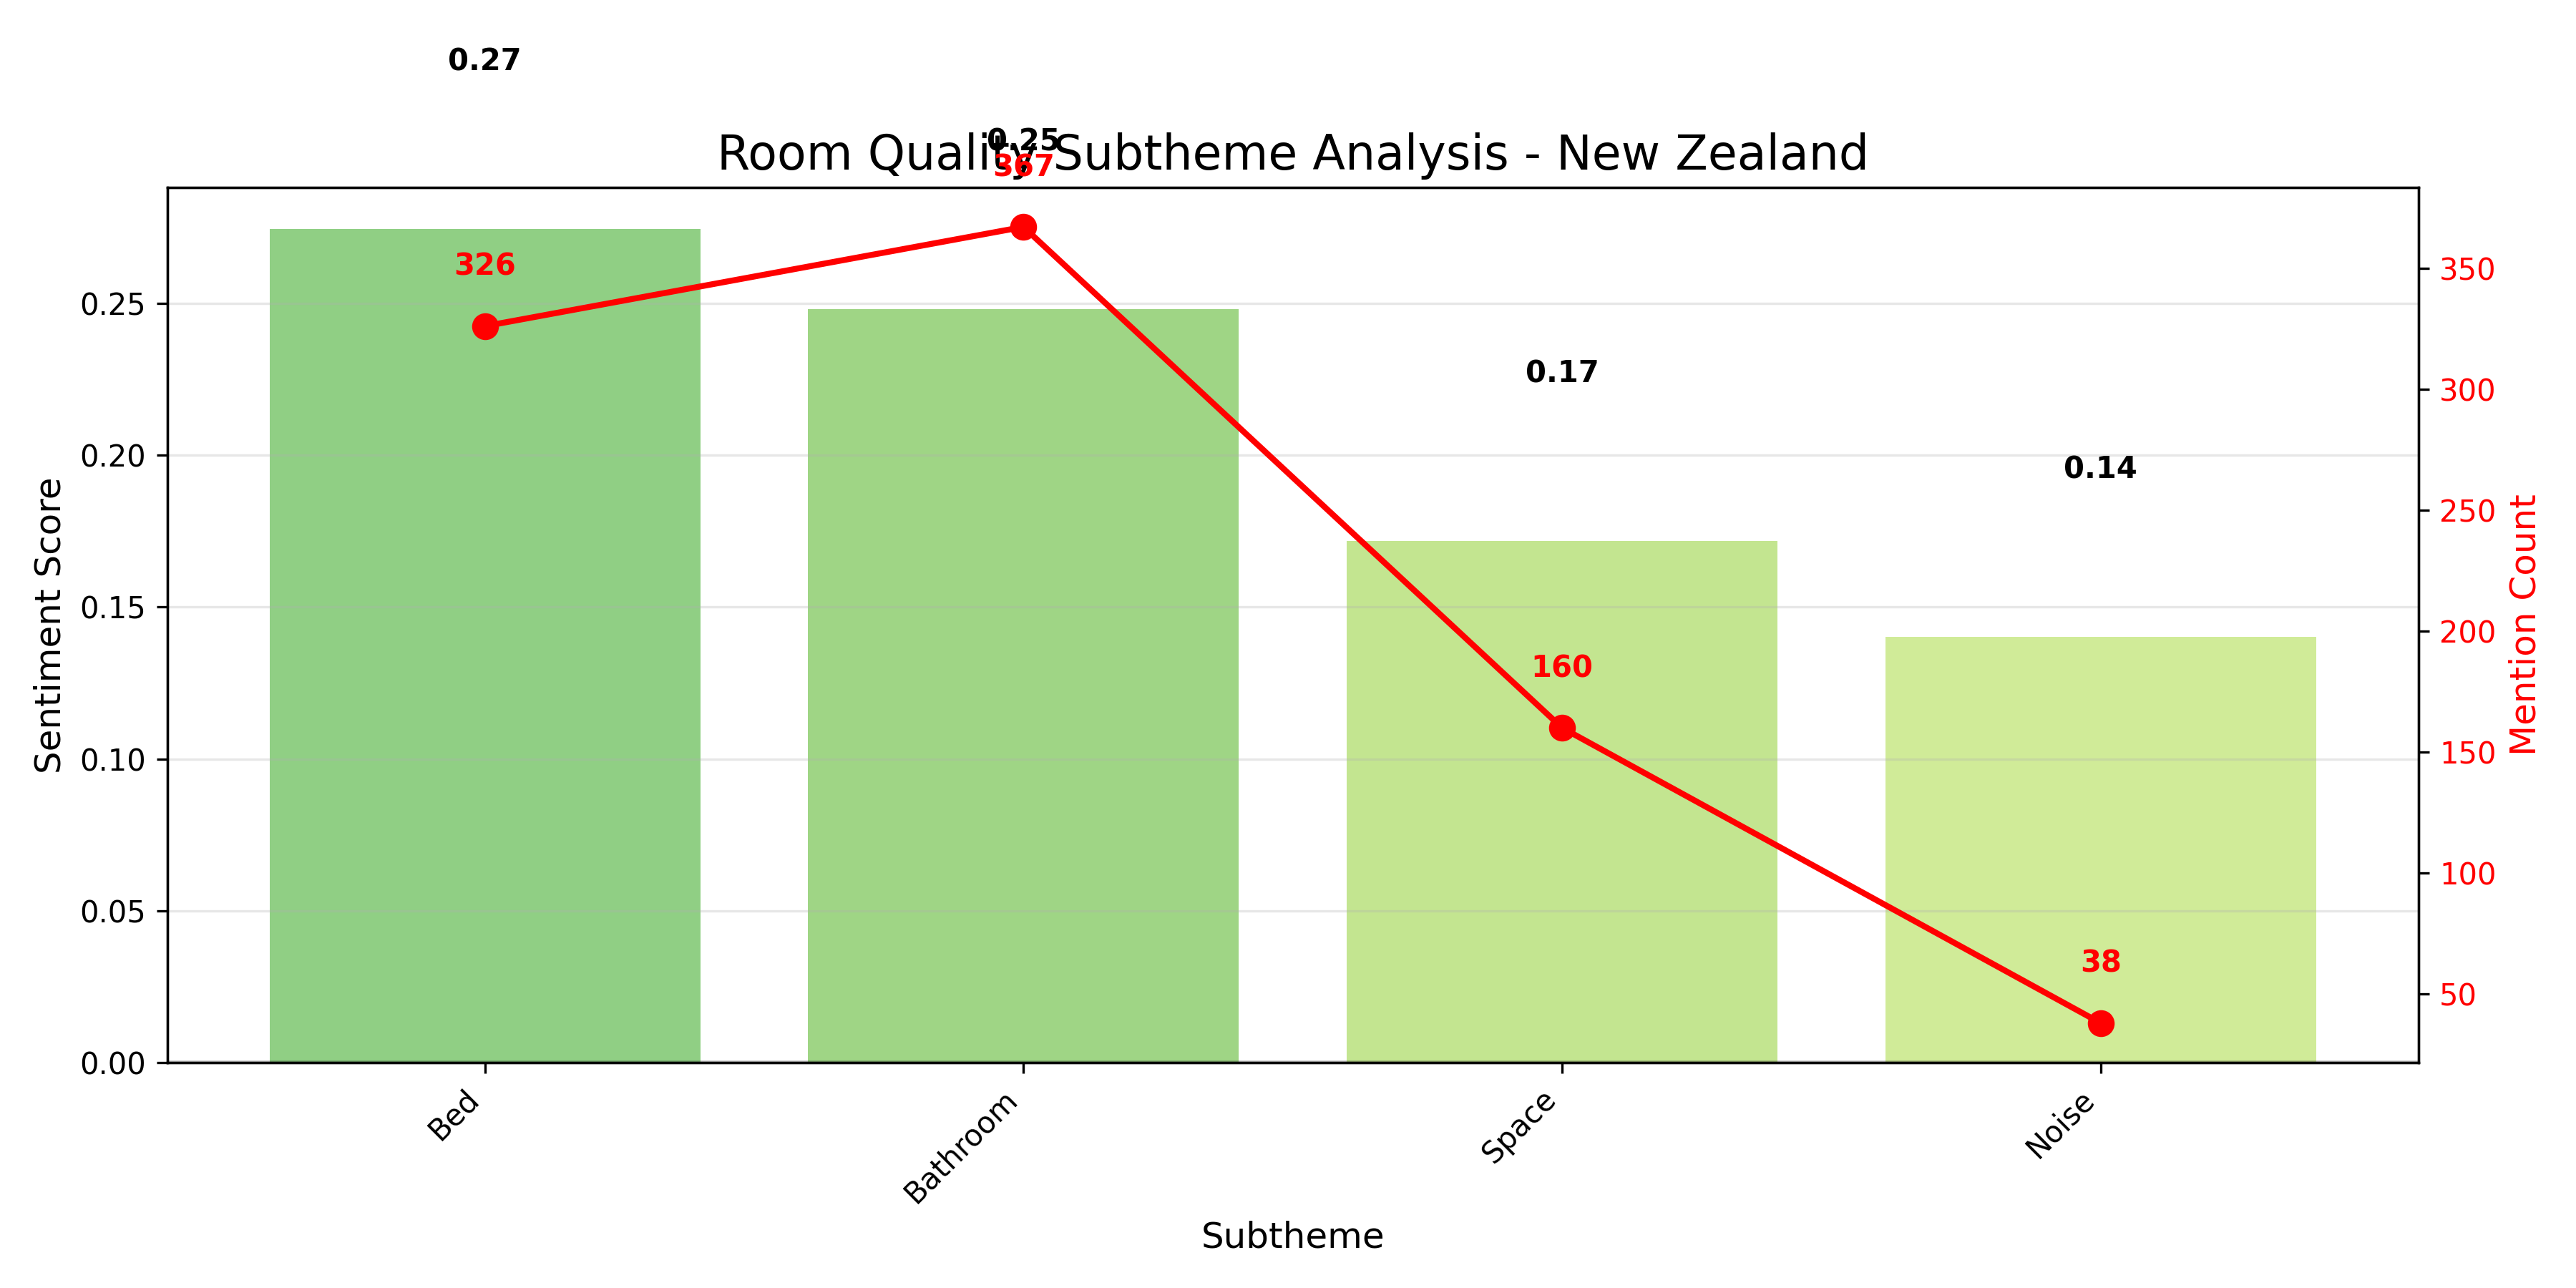 0.27
0.25
Room Quality Subtheme Analysis - New Zealand
367
326
0.17
0.14
160
38
Sentiment Score
0.25
0.20
0.15
0.10
0.05
0.00
350
300
250
200
150
100
50
Mention Count
Bed
Bathroom
Space
Noise
Subtheme